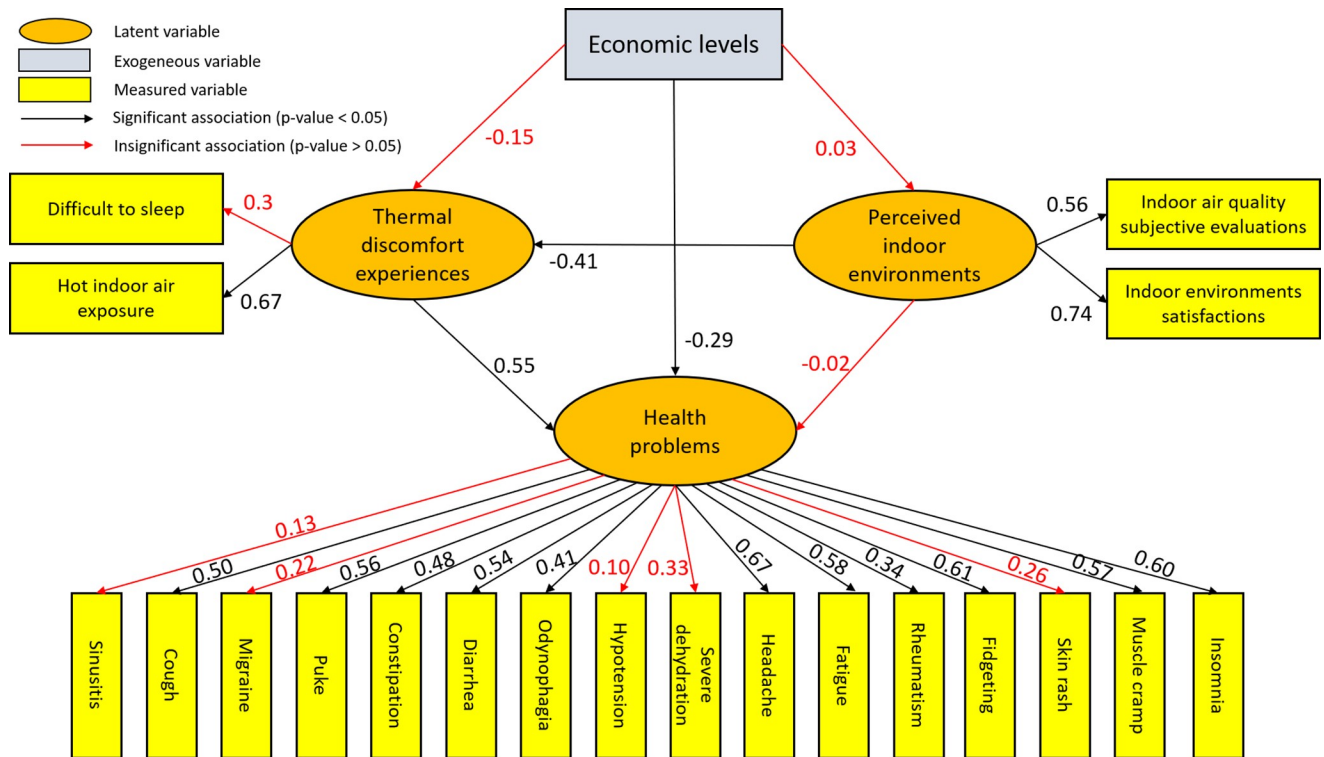 Latent variable
Exogeneous variable
Measured variable
Significant association (p-value < 0.05)
Insignificant association (p-value > 0.05)
Economic levels
-0.15
0.03
Difficult to sleep
0.3
Thermal
discomfort
experiences
Perceived
indoor
environments
0.56
Indoor air quality
subjective evaluations
Hot indoor air
exposure
0.67
-0.41
0.74
Indoor environments
satisfactions
-0.29
0.55
-0.02
Health
problems
0.13
0.50
0.22
0.56
0.48
0.54
0.41
0.10
0.33
0.67
0.58
0.34
0.61
0.26
0.57
0.60
Sinusitis
Cough
Migraine
Puke
Constipation
Diarrhea
Odynophagia
Hypotension
Severe
dehydration
Headache
Fatigue
Rheumatism
Fidgeting
Skin rash
Muscle cramp
Insomnia